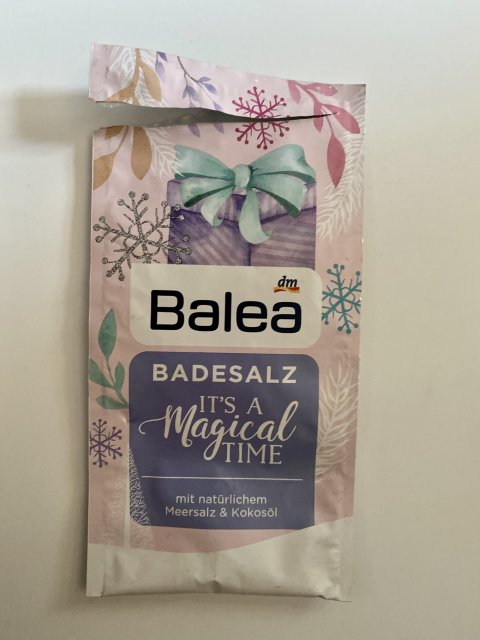 dm
Balea
BADESALZ
IT'S A
Magical
TIME
mit natürlichem
Meersalz & Kokosöl